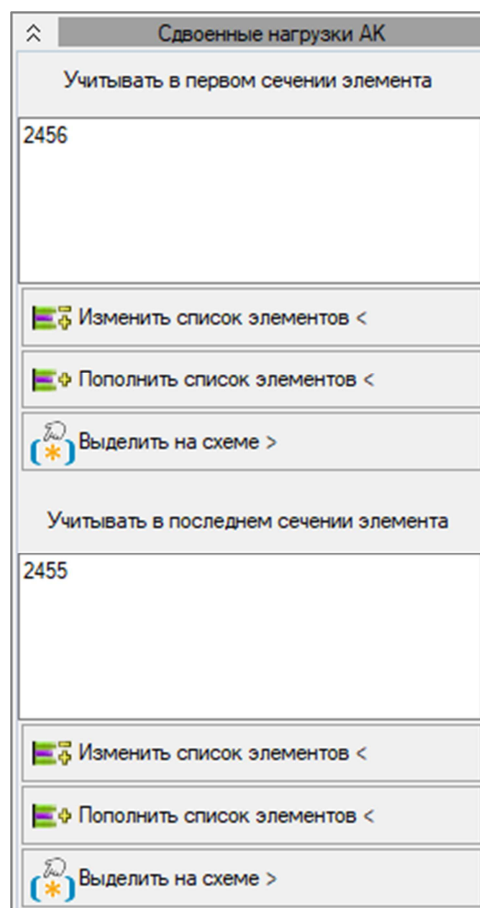 Сдвоенные нагрузки АК
Учитывать в первом сечении элемента
2456
Изменить список элементов <
Пополнить список элементов <
Выделить на схеме >
Учитывать в последнем сечении элемента
2455
Изменить список элементов <
Пополнить список элементов <
Выделить на схеме >